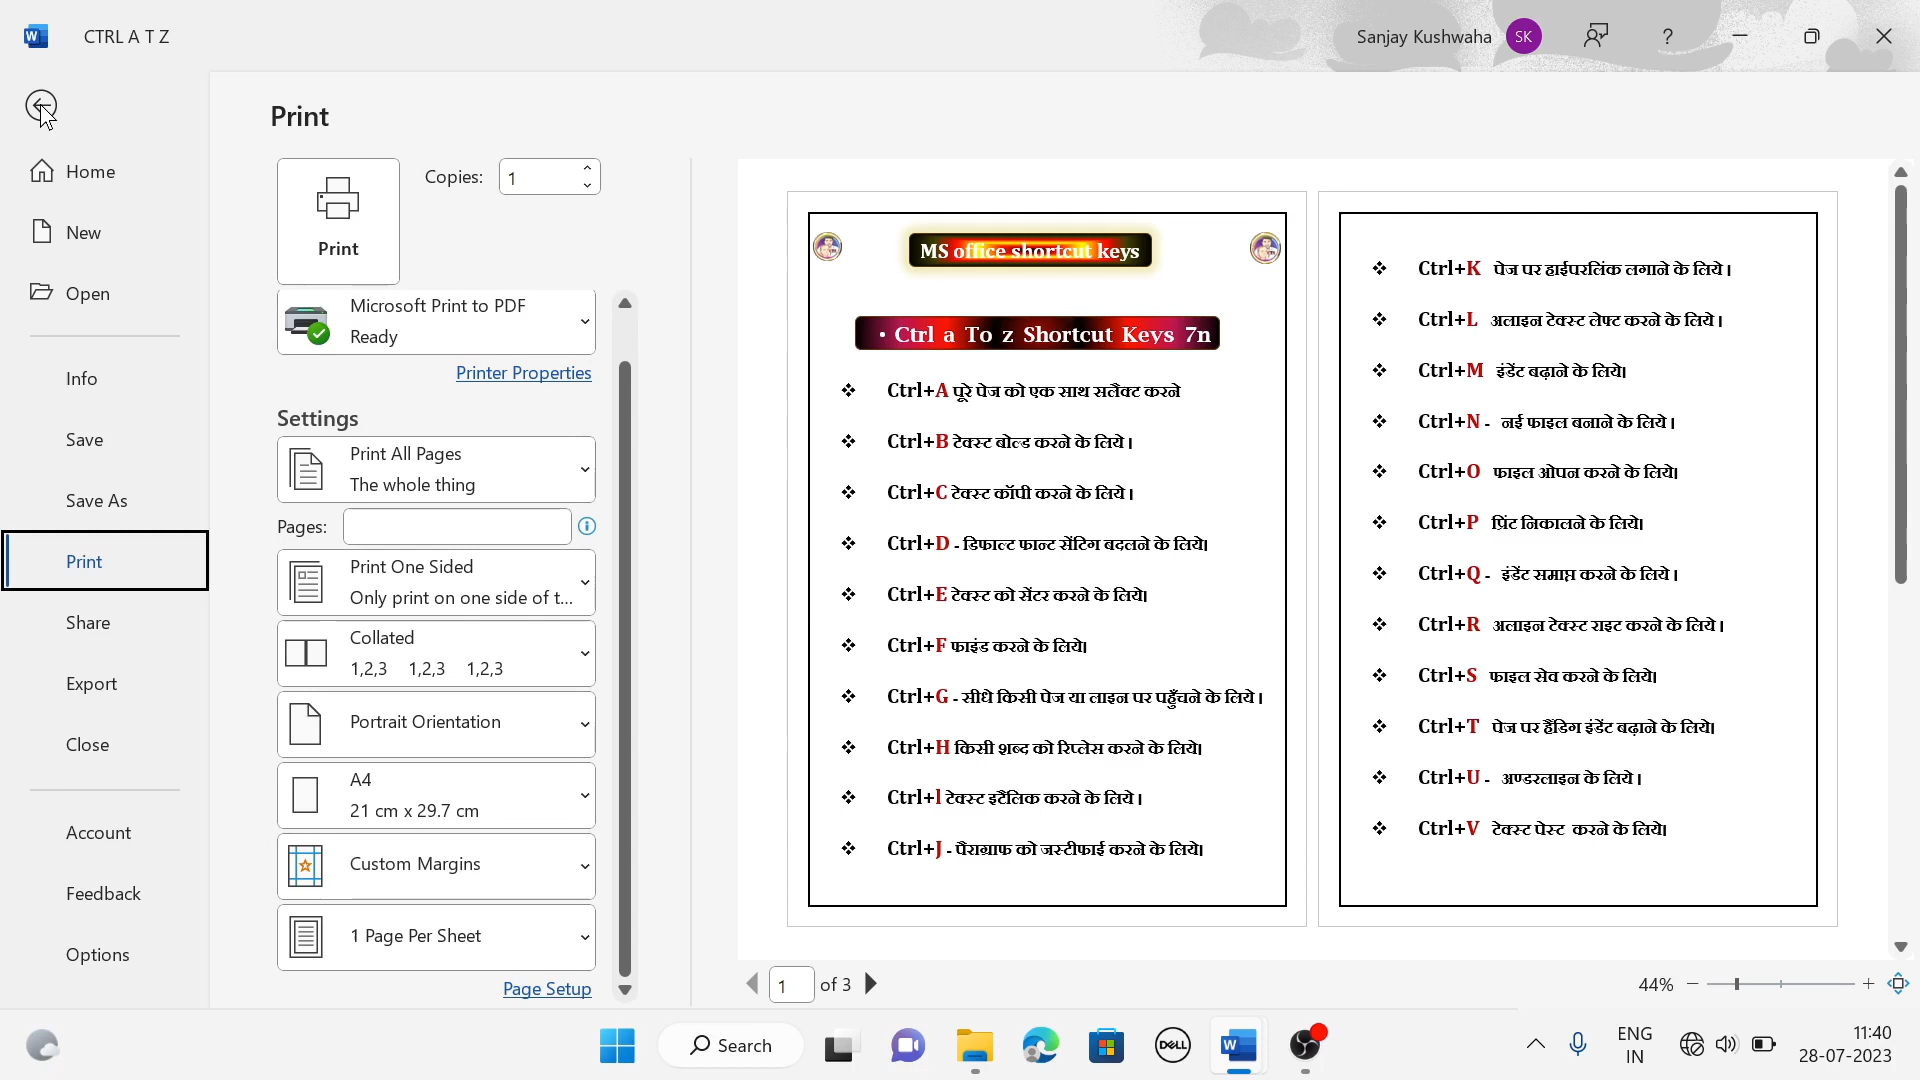 CTRL A T Z
Sanjay Kushwaha SK
Home
New
Open
Info
Save
Save As
Print
Share
Export
Close
Account
Feedback
Options
Print
Print
Copies: 1
Microsoft Print to PDF
Ready
Printer Properties
Settings
Print All Pages
The whole thing
Pages:
Print One Sided
Only print on one side of t...
Collated
1,2,3 1,2,3 1,2,3
Portrait Orientation
A4
21 cm x 29.7 cm
Custom Margins
1 Page Per Sheet
Page Setup
MS office shortcut keys
• Ctrl a To z Shortcut Keys 7n
❖ Ctrl+A पूरे पेज को एक साथ सलैक्ट करने
❖ Ctrl+B टेक्स्ट बोल्ड करने के लिये।
❖ Ctrl+C टेक्स्ट कॉपी करने के लिये।
❖ Ctrl+D - डिफाल्ट फान्ट सेंटिग बदलने के लिये।
❖ Ctrl+E टेक्स्ट को सेंटर करने के लिये।
❖ Ctrl+F फाइंड करने के लिये।
❖ Ctrl+G - सीधे किसी पेज या लाइन पर पहुँचने के लिये।
❖ Ctrl+H किसी शब्द को रिप्लेस करने के लिये।
❖ Ctrl+l टेक्स्ट इटैलिक करने के लिये।
❖ Ctrl+J - पैराग्राफ को जस्टीफाई करने के लिये।
❖ Ctrl+K पेज पर हाईपरलिंक लगाने के लिये।
❖ Ctrl+L अलाइन टेक्स्ट लेफ्ट करने के लिये।
❖ Ctrl+M इंडेंट बढ़ाने के लिये।
❖ Ctrl+N - नई फाइल बनाने के लिये।
❖ Ctrl+O फाइल ओपन करने के लिये।
❖ Ctrl+P प्रिंट निकालने के लिये।
❖ Ctrl+Q - इंडेंट समाप्त करने के लिये।
❖ Ctrl+R अलाइन टेक्स्ट राइट करने के लिये।
❖ Ctrl+S फाइल सेव करने के लिये।
❖ Ctrl+T पेज पर हैंडिग इंडेंट बढ़ाने के लिये।
❖ Ctrl+U - अण्डरलाइन के लिये।
❖ Ctrl+V टेक्स्ट पेस्ट करने के लिये।
1 of 3
44%
Search
DELL
ENG
IN
11:40
28-07-2023